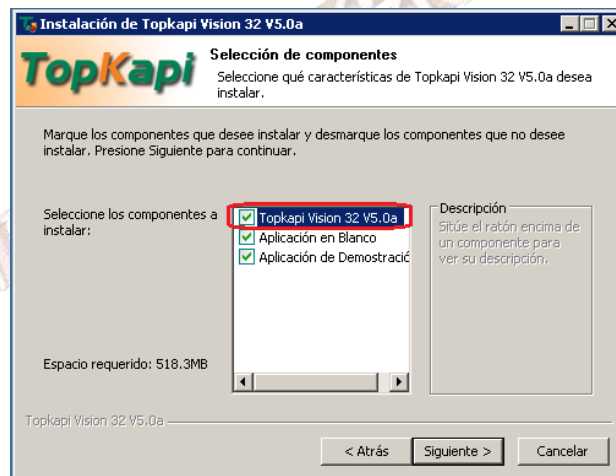 Instalación de Topkapi Vision 32 V5.0a
TopKapi
Selección de componentes
Seleccione qué características de Topkapi Vision 32 V5.0a desea
instalar.
Marque los componentes que desee instalar y desmarque los componentes que no desee
instalar. Presione Siguiente para continuar.
Seleccione los componentes a
instalar:
Topkapi Vision 32 V5.0a
Aplicación en Blanco
Aplicación de Demostració
Descripción
Sitúe el ratón encima de
un componente para
ver su descripción.
Espacio requerido: 518.3MB
Topkapi Vision 32 V5.0a
< Atrás
Siguiente >
Cancelar